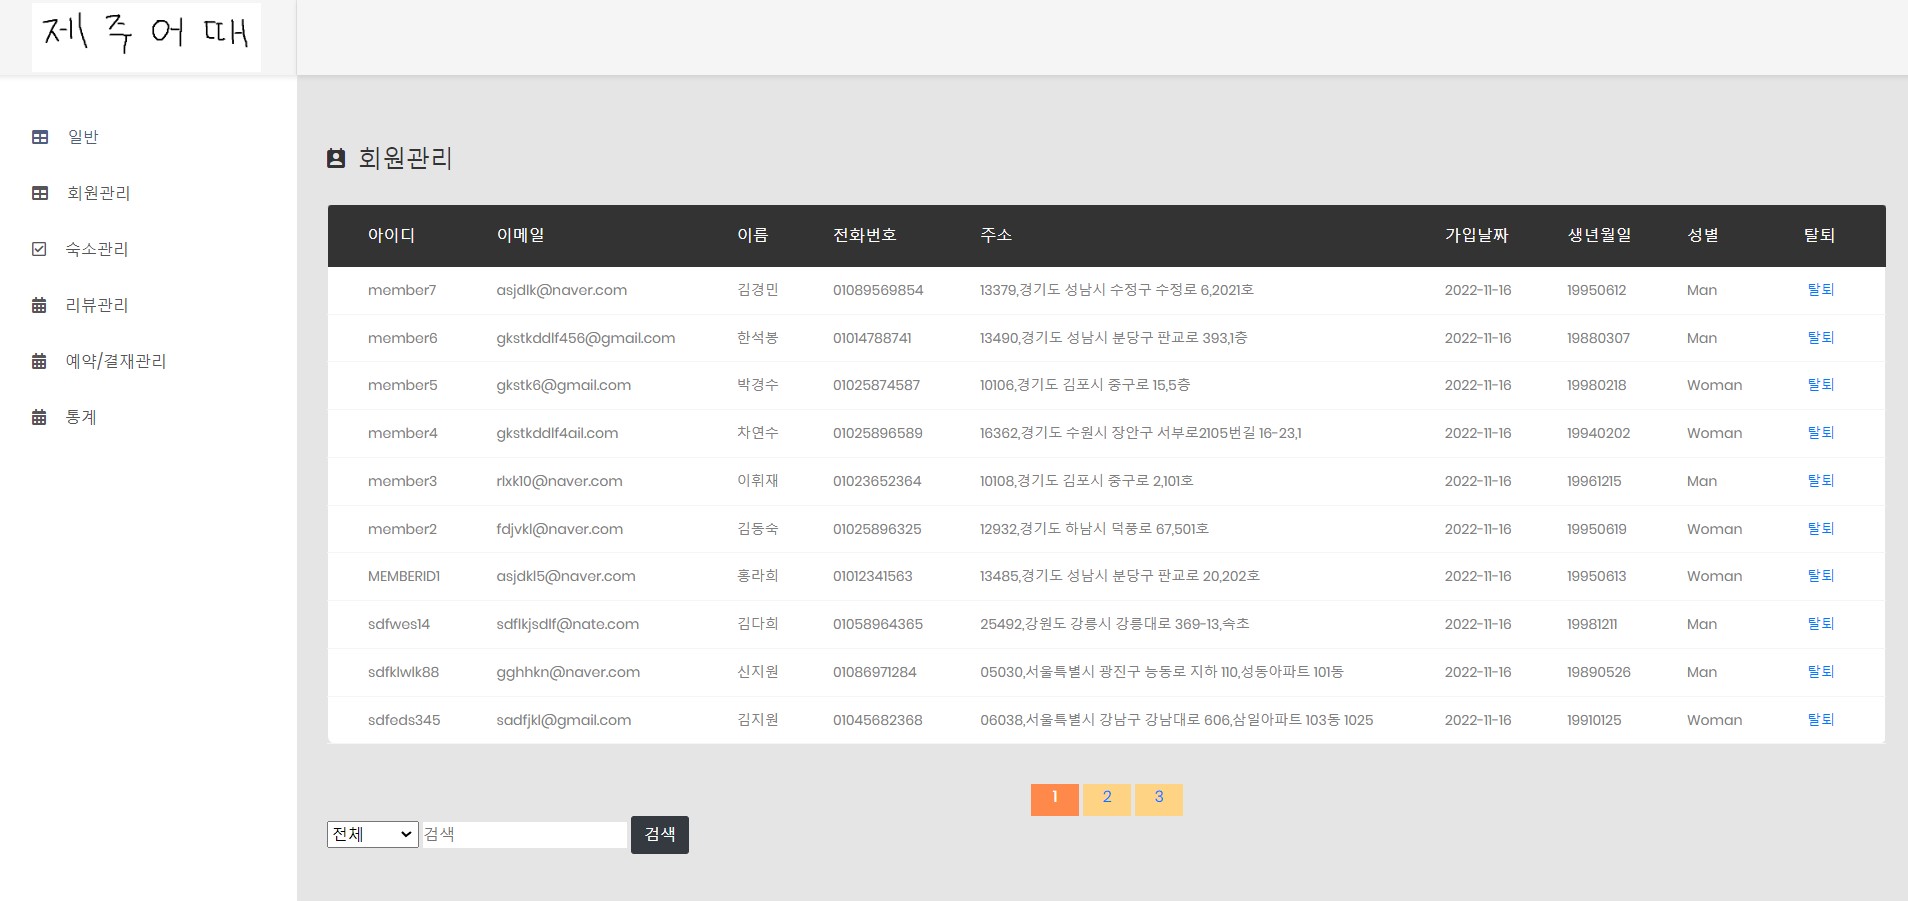 제주어때
일반
회원관리
숙소관리
리뷰관리
예약/결재관리
통계
회원관리
아이디 이메일 이름 전화번호 주소 가입날짜 생년월일 성별 탈퇴
member7 asjdlk@naver.com 김경민 01089569854 13379,경기도 성남시 수정구 수정로 6,2021호 2022-11-16 19950612 Man 탈퇴
member6 gkstkddlf456@gmail.com 한석봉 01014788741 13490,경기도 성남시 분당구 판교로 393,1층 2022-11-16 19880307 Man 탈퇴
member5 gkstk6@gmail.com 박경수 01025874587 10106,경기도 김포시 중구로 15,5층 2022-11-16 19980218 Woman 탈퇴
member4 gkstkddlf4ail.com 차연수 01025896589 16362,경기도 수원시 장안구 서부로2105번길 16-23,1 2022-11-16 19940202 Woman 탈퇴
member3 rlxk10@naver.com 이휘재 01023652364 10108,경기도 김포시 중구로 2,101호 2022-11-16 19961215 Man 탈퇴
member2 fdjvkl@naver.com 김동숙 01025896325 12932,경기도 하남시 덕풍로 67,501호 2022-11-16 19950619 Woman 탈퇴
MEMBERID1 asjdkl5@naver.com 홍라희 01012341563 13485,경기도 성남시 분당구 판교로 20,202호 2022-11-16 19950613 Woman 탈퇴
sdfwes14 sdflkjsdlf@nate.com 김다희 01058964365 25492,강원도 강릉시 강릉대로 369-13,속초 2022-11-16 19981211 Man 탈퇴
sdfklwlk88 gghhkn@naver.com 신지원 01086971284 05030,서울특별시 광진구 능동로 지하 110,성동아파트 101동 2022-11-16 19890526 Man 탈퇴
sdfeds345 sadfjkl@gmail.com 김지원 01045682368 06038,서울특별시 강남구 강남대로 606,삼일아파트 103동 1025 2022-11-16 19910125 Woman 탈퇴
1 2 3
전체 검색 검색